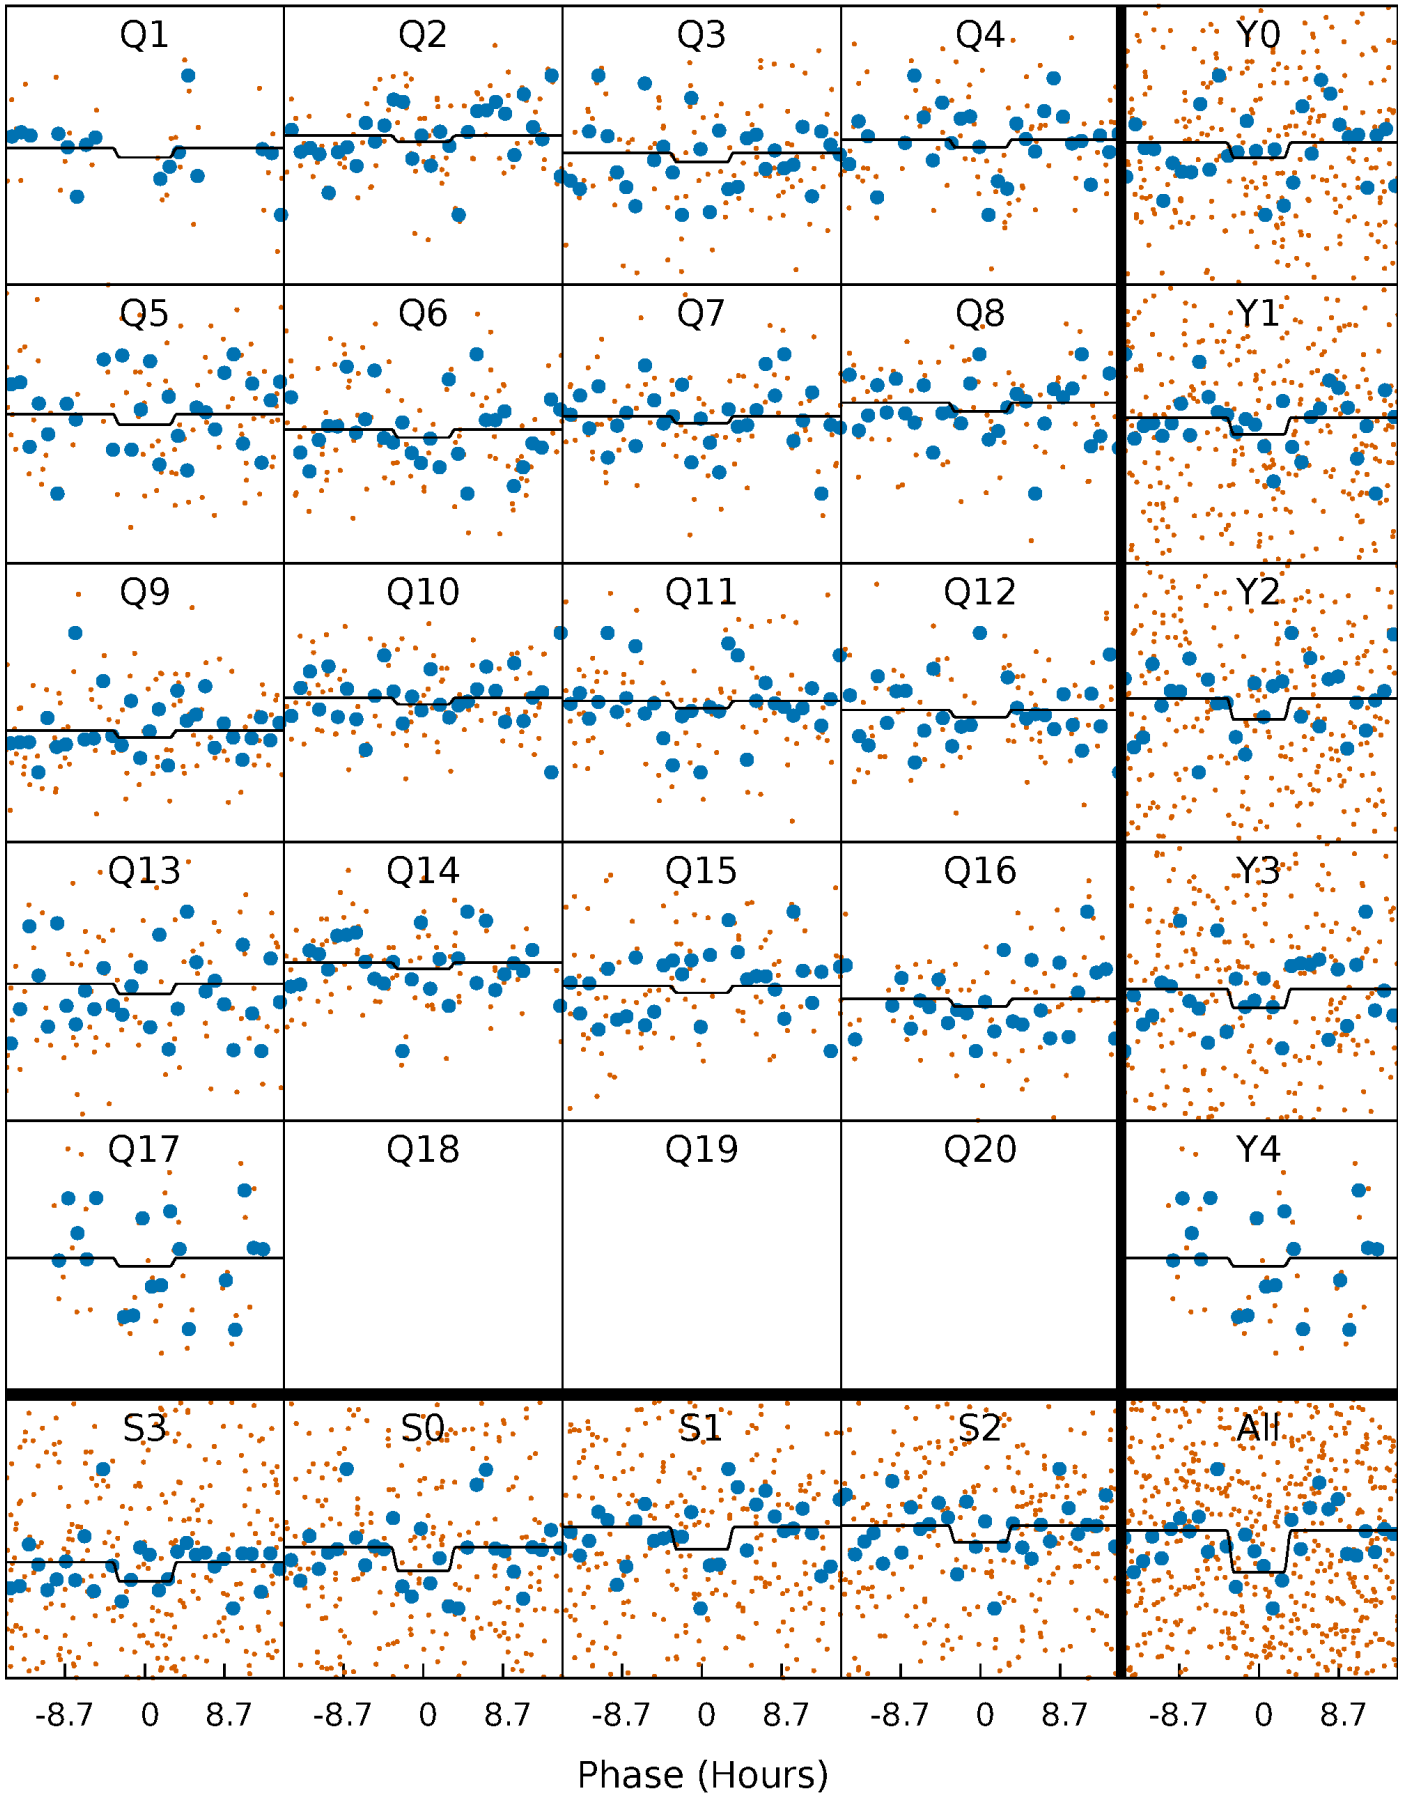 Q1 Q2 Q3 Q4 Y0
Q5 Q6 Q7 Q8 Y1
Q9 Q10 Q11 Q12 Y2
Q13 Q14 Q15 Q16 Y3
Q17 Q18 Q19 Q20 Y4
S3 S0 S1 S2 All
-8.7 0 8.7 -8.7 0 8.7 -8.7 0 8.7 -8.7 0 8.7 -8.7 0 8.7
Phase (Hours)